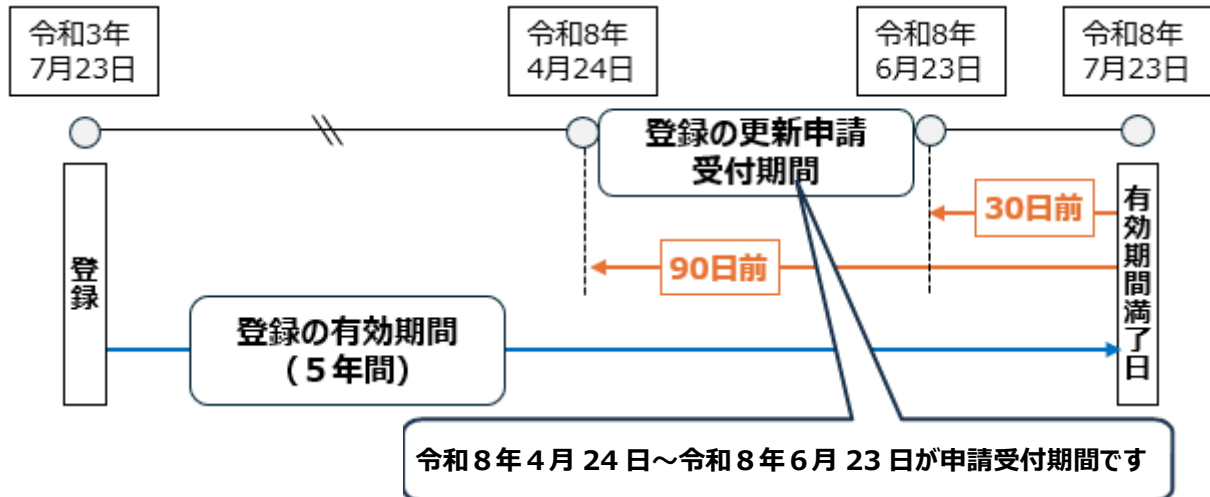 令和3年
7月23日
令和8年
4月24日
令和8年
6月23日
令和8年
7月23日
登録の更新申請
受付期間
30日前
90日前
登録
有効期間満了日
登録の有効期間
(５年間)
令和８年４月 24 日～令和８年６月 23 日が申請受付期間です